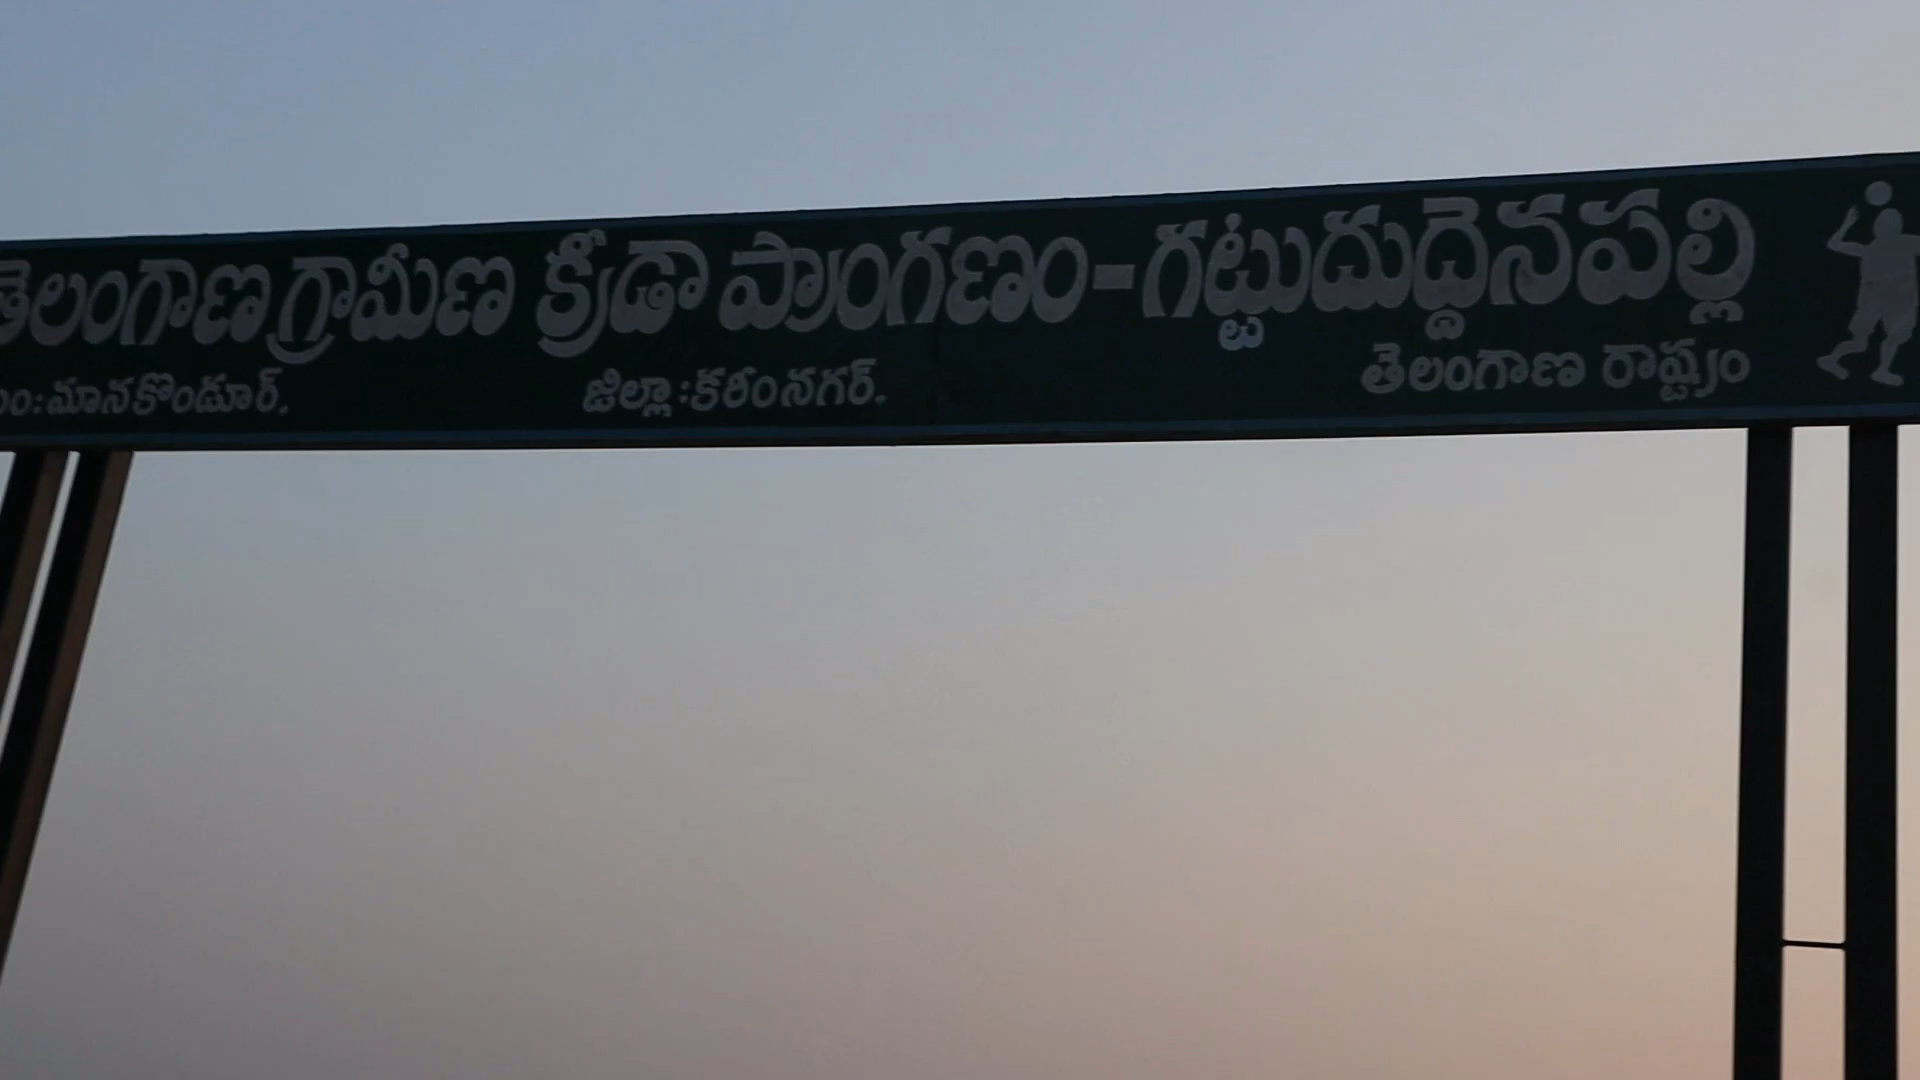 తెలంగాణ గ్రామీణ క్రీడా ప్రాంగణం-గట్టుదుద్దెనపల్లి
మం:మానకొండూర్. జిల్లా:కరీంనగర్. తెలంగాణ రాష్ట్రం